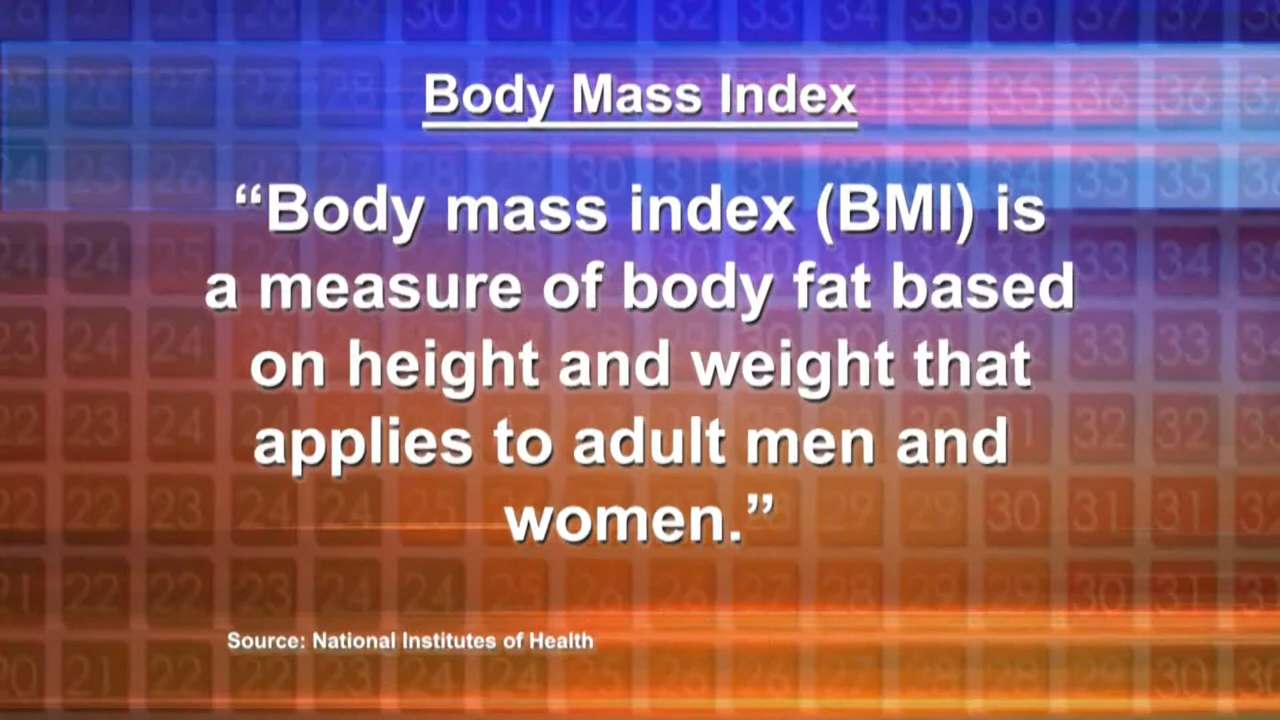 Body Mass Index
“Body mass index (BMI) is
a measure of body fat based
on height and weight that
applies to adult men and
women.”
Source: National Institutes of Health